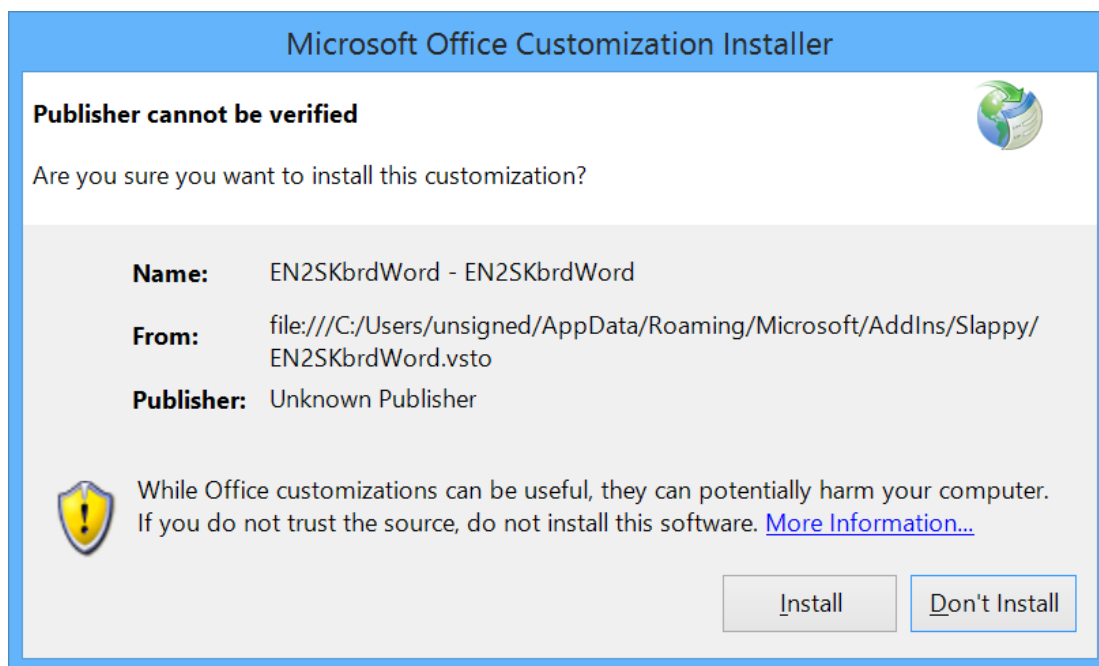 Microsoft Office Customization Installer
Publisher cannot be verified
Are you sure you want to install this customization?
Name: EN2SKbrdWord - EN2SKbrdWord
From: file:///C:/Users/unsigned/AppData/Roaming/Microsoft/AddIns/Slappy/
EN2SKbrdWord.vsto
Publisher: Unknown Publisher
While Office customizations can be useful, they can potentially harm your computer.
If you do not trust the source, do not install this software. More Information...
Install Don't Install